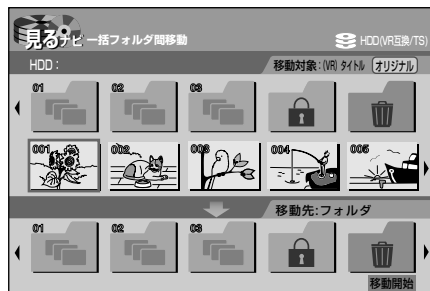 見るナビ 一括フォルダ間移動
HDD(VR互換/TS)
HDD :
移動対象 : (VR) タイトル オリジナル
01 02 03
001 002 003 004 005
移動先:フォルダ
01 02 03
移動開始